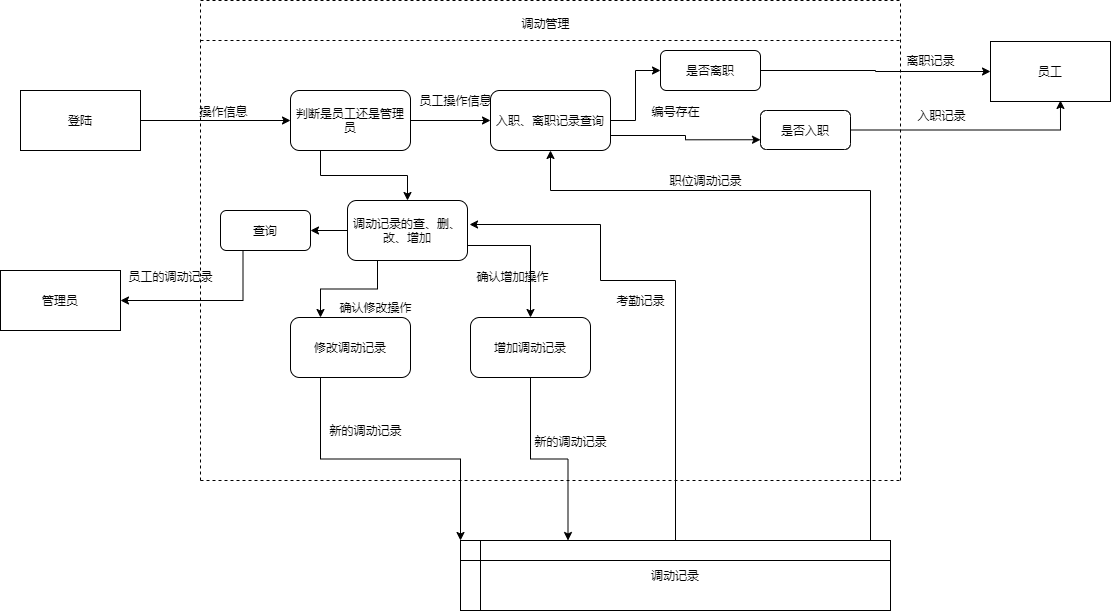 调动管理
是否离职
离职记录
员工
登陆
操作信息
判断是员工还是管理
员
员工操作信息
入职、离职记录查询
编号存在
是否入职
入职记录
职位调动记录
查询
调动记录的查、删、
改、增加
员工的调动记录
管理员
确认增加操作
确认修改操作
考勤记录
修改调动记录
增加调动记录
新的调动记录
新的调动记录
调动记录